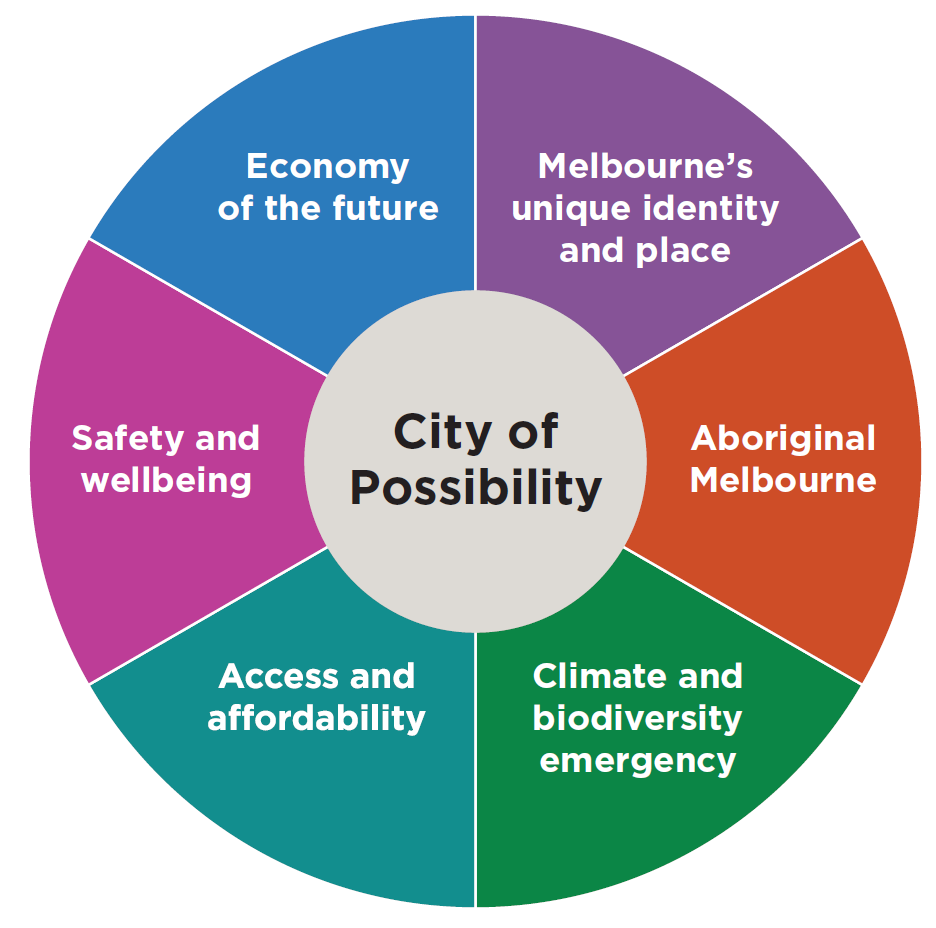 Economy
of the future
Melbourne’s
unique identity
and place
Safety and
wellbeing
City of
Possibility
Aboriginal
Melbourne
Access and
affordability
Climate and
biodiversity
emergency